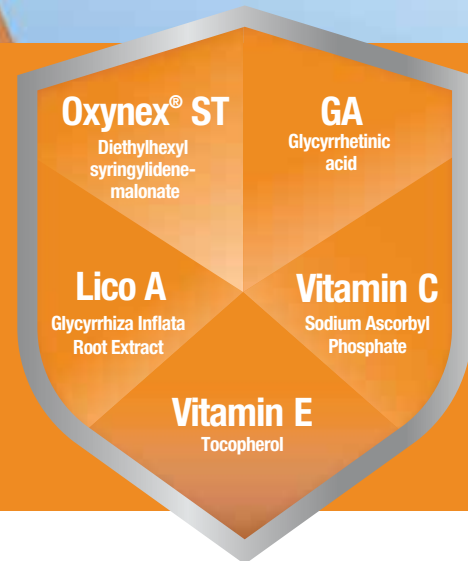 Oxynex® ST
Diethylhexyl
syringylidene-
malonate
GA
Glycyrrhetinic
acid
Lico A
Glycyrrhiza Inflata
Root Extract
Vitamin C
Sodium Ascorbyl
Phosphate
Vitamin E
Tocopherol